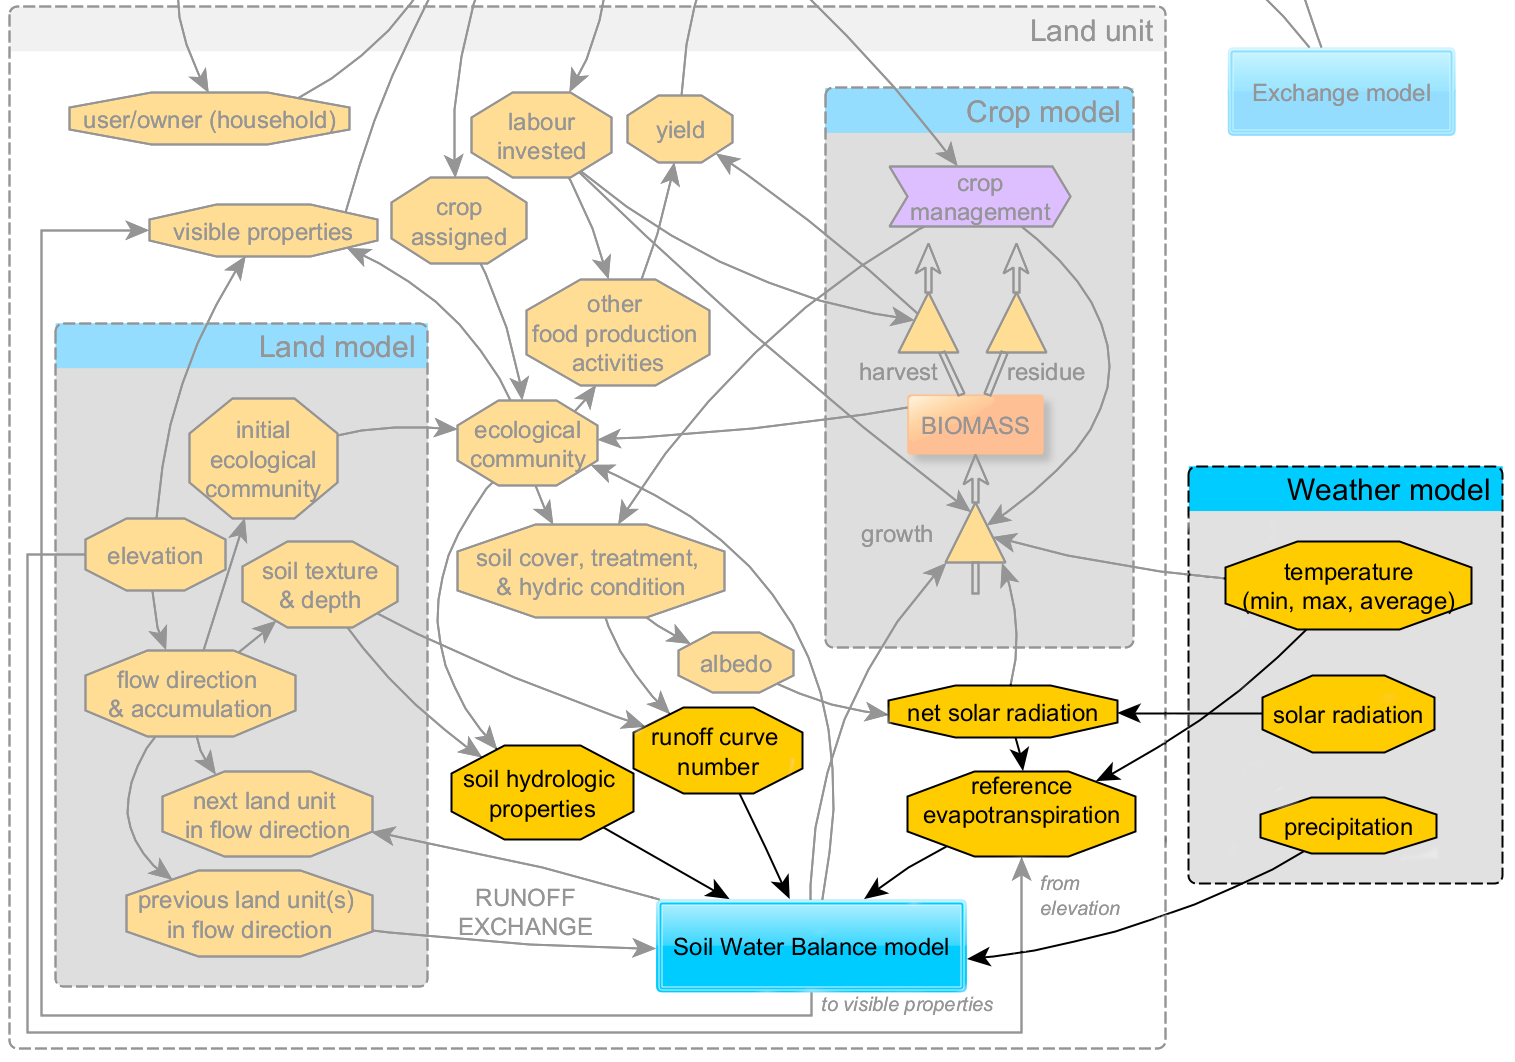 Land unit
Exchange model
user/owner (household)
labour
invested
yield
Crop model
crop
management
crop
assigned
visible properties
other
food production
activities
Land model
harvest
residue
initial
ecological
community
ecological
community
BIOMASS
Weather model
growth
elevation
soil texture
& depth
soil cover, treatment,
& hydric condition
temperature
(min, max, average)
albedo
flow direction
& accumulation
net solar radiation
solar radiation
runoff curve
number
soil hydrologic
properties
reference
evapotranspiration
next land unit
in flow direction
precipitation
from
elevation
previous land unit(s)
in flow direction
RUNOFF
EXCHANGE
Soil Water Balance model
to visible properties